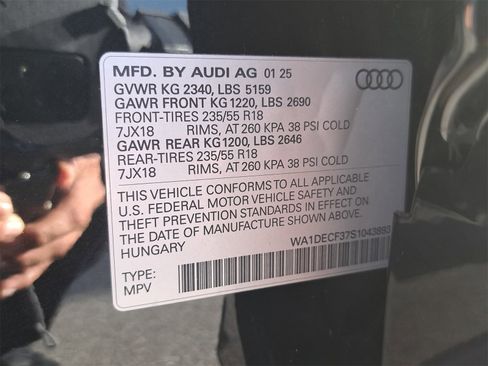 MFD. BY AUDI AG 01 25
GVWR KG 2340, LBS 5159
GAWR FRONT KG1220, LBS 2690
FRONT-TIRES 235/55 R18
7JX18 RIMS, AT 260 KPA 38 PSI COLD
GAWR REAR KG1200, LBS 2646
REAR-TIRES 235/55 R18
7JX18 RIMS, AT 260 KPA 38 PSI COLD
THIS VEHICLE CONFORMS TO ALL APPLICABLE
U.S. FEDERAL MOTOR VEHICLE SAFETY AND
THEFT PREVENTION STANDARDS IN EFFECT ON
THE DATE OF MANUFACTURE SHOWN ABOVE
HUNGARY
WA1DECF37S1043893
TYPE:
MPV